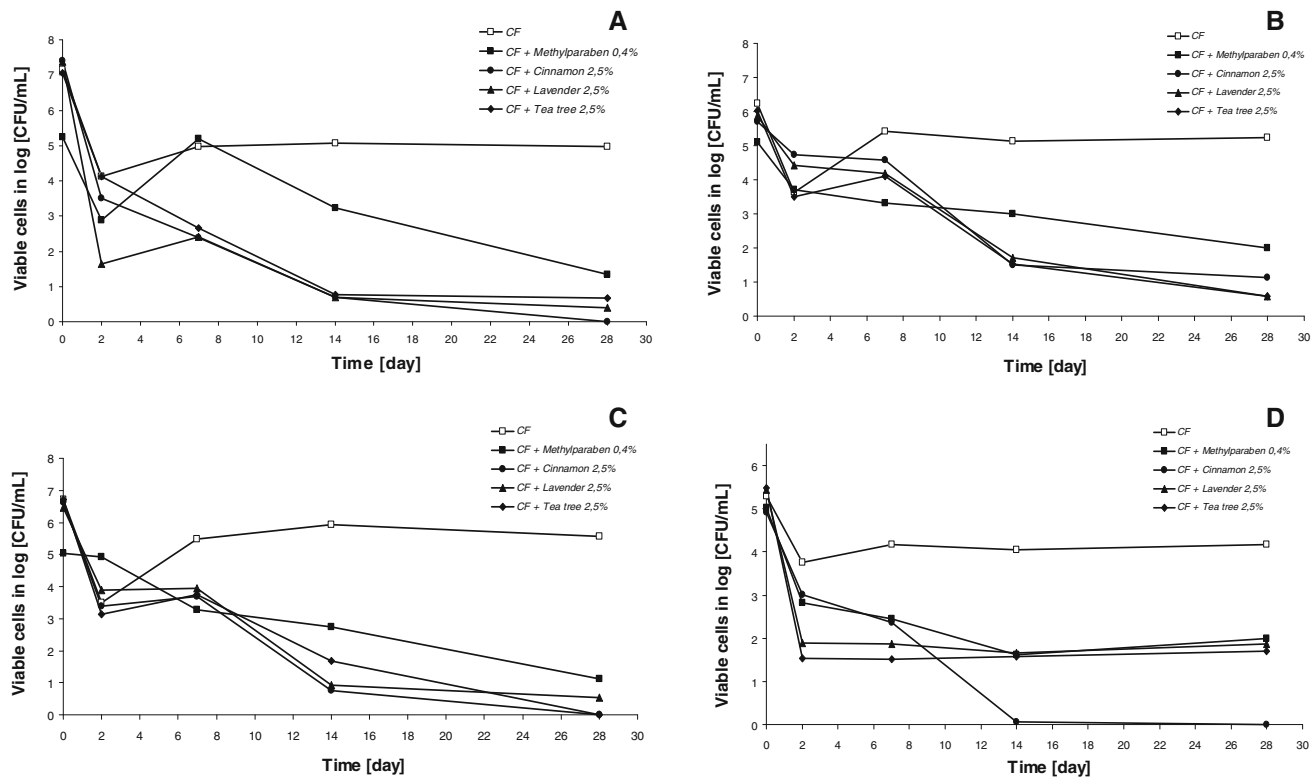 A
CF
CF + Methylparaben 0,4%
CF + Cinnamon 2,5%
CF + Lavender 2,5%
CF + Tea tree 2,5%
Viable cells in log [CFU/mL]
8
7
6
5
4
3
2
1
0
0 2 4 6 8 10 12 14 16 18 20 22 24 26 28 30
Time [day]
B
CF
CF + Methylparaben 0,4%
CF + Cinnamon 2,5%
CF + Lavender 2,5%
CF + Tea tree 2,5%
Viable cells in log [CFU/mL]
8
7
6
5
4
3
2
1
0
0 2 4 6 8 10 12 14 16 18 20 22 24 26 28 30
Time [day]
C
CF
CF + Methylparaben 0,4%
CF + Cinnamon 2,5%
CF + Lavender 2,5%
CF + Tea tree 2,5%
Viable cells in log [CFU/mL]
8
7
6
5
4
3
2
1
0
0 2 4 6 8 10 12 14 16 18 20 22 24 26 28 30
Time [day]
D
CF
CF + Methylparaben 0,4%
CF + Cinnamon 2,5%
CF + Lavender 2,5%
CF + Tea tree 2,5%
Viable cells in log [CFU/mL]
6
5
4
3
2
1
0
0 2 4 6 8 10 12 14 16 18 20 22 24 26 28 30
Time [day]